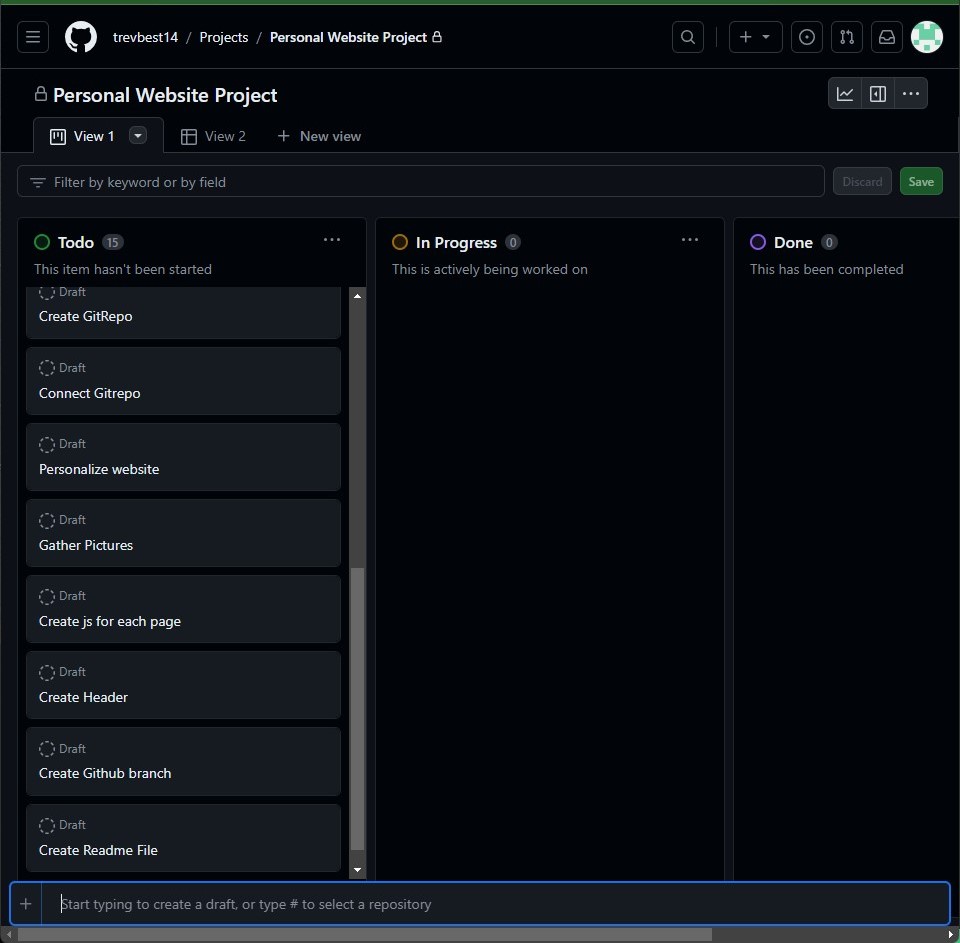 trevbest14 / Projects / Personal Website Project
Personal Website Project
View 1 View 2 New view
Filter by keyword or by field Discard Save
Todo 15
This item hasn't been started
Draft
Create GitRepo
Draft
Connect Gitrepo
Draft
Personalize website
Draft
Gather Pictures
Draft
Create js for each page
Draft
Create Header
Draft
Create Github branch
Draft
Create Readme File
In Progress 0
This is actively being worked on
Done 0
This has been completed
Start typing to create a draft, or type # to select a repository